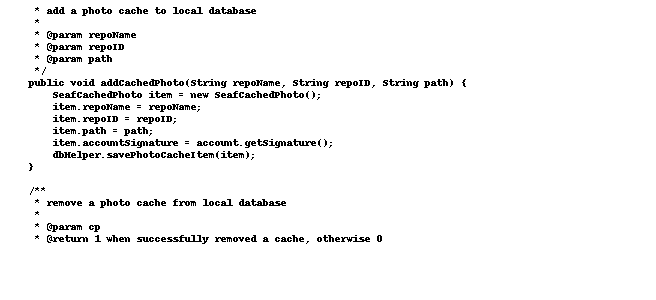 * add a photo cache to local database
*
* @param repoName
* @param repoID
* @param path
*/
public void addCachedPhoto(String repoName, String repoID, String path) {
SeafCachedPhoto item = new SeafCachedPhoto();
item.repoName = repoName;
item.repoID = repoID;
item.path = path;
item.accountSignature = account.getSignature();
dbHelper.savePhotoCacheItem(item);
}
/**
* remove a photo cache from local database
*
* @param cp
* @return 1 when successfully removed a cache, otherwise 0